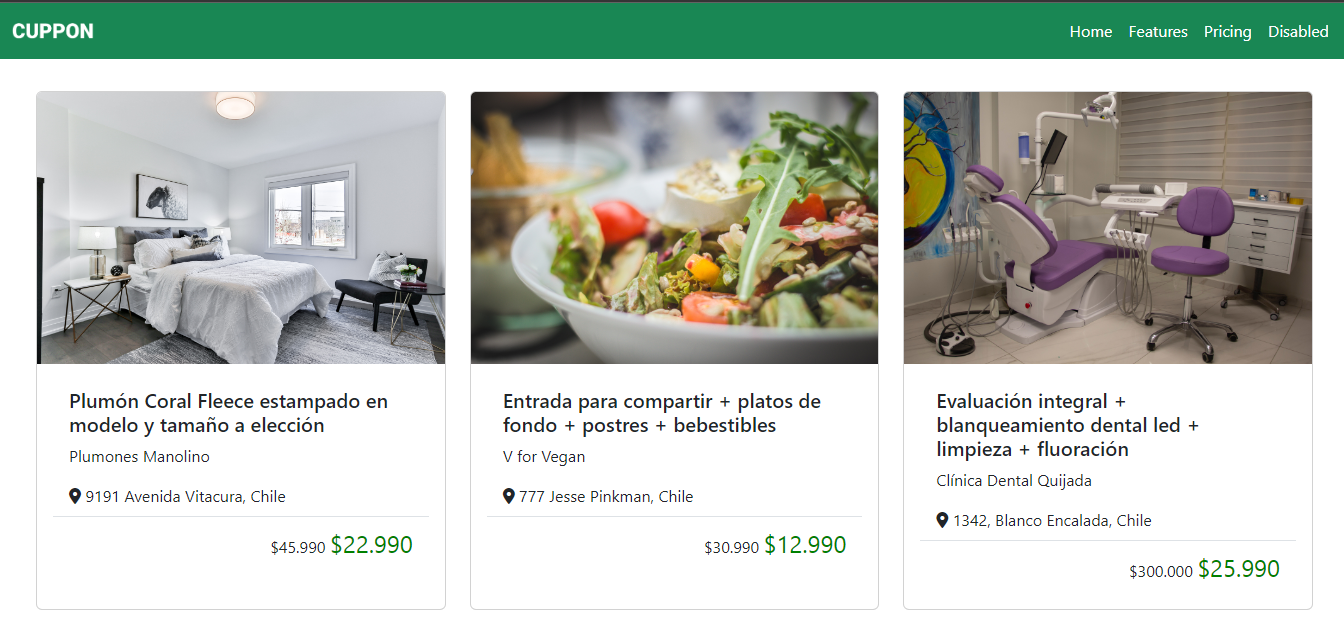 CUPPON
Home Features Pricing Disabled
Plumón Coral Fleece estampado en
modelo y tamaño a elección
Plumones Manolino
9191 Avenida Vitacura, Chile
$45.990 $22.990
Entrada para compartir + platos de
fondo + postres + bebestibles
V for Vegan
777 Jesse Pinkman, Chile
$30.990 $12.990
Evaluación integral +
blanqueamiento dental led +
limpieza + fluoración
Clínica Dental Quijada
1342, Blanco Encalada, Chile
$300.000 $25.990